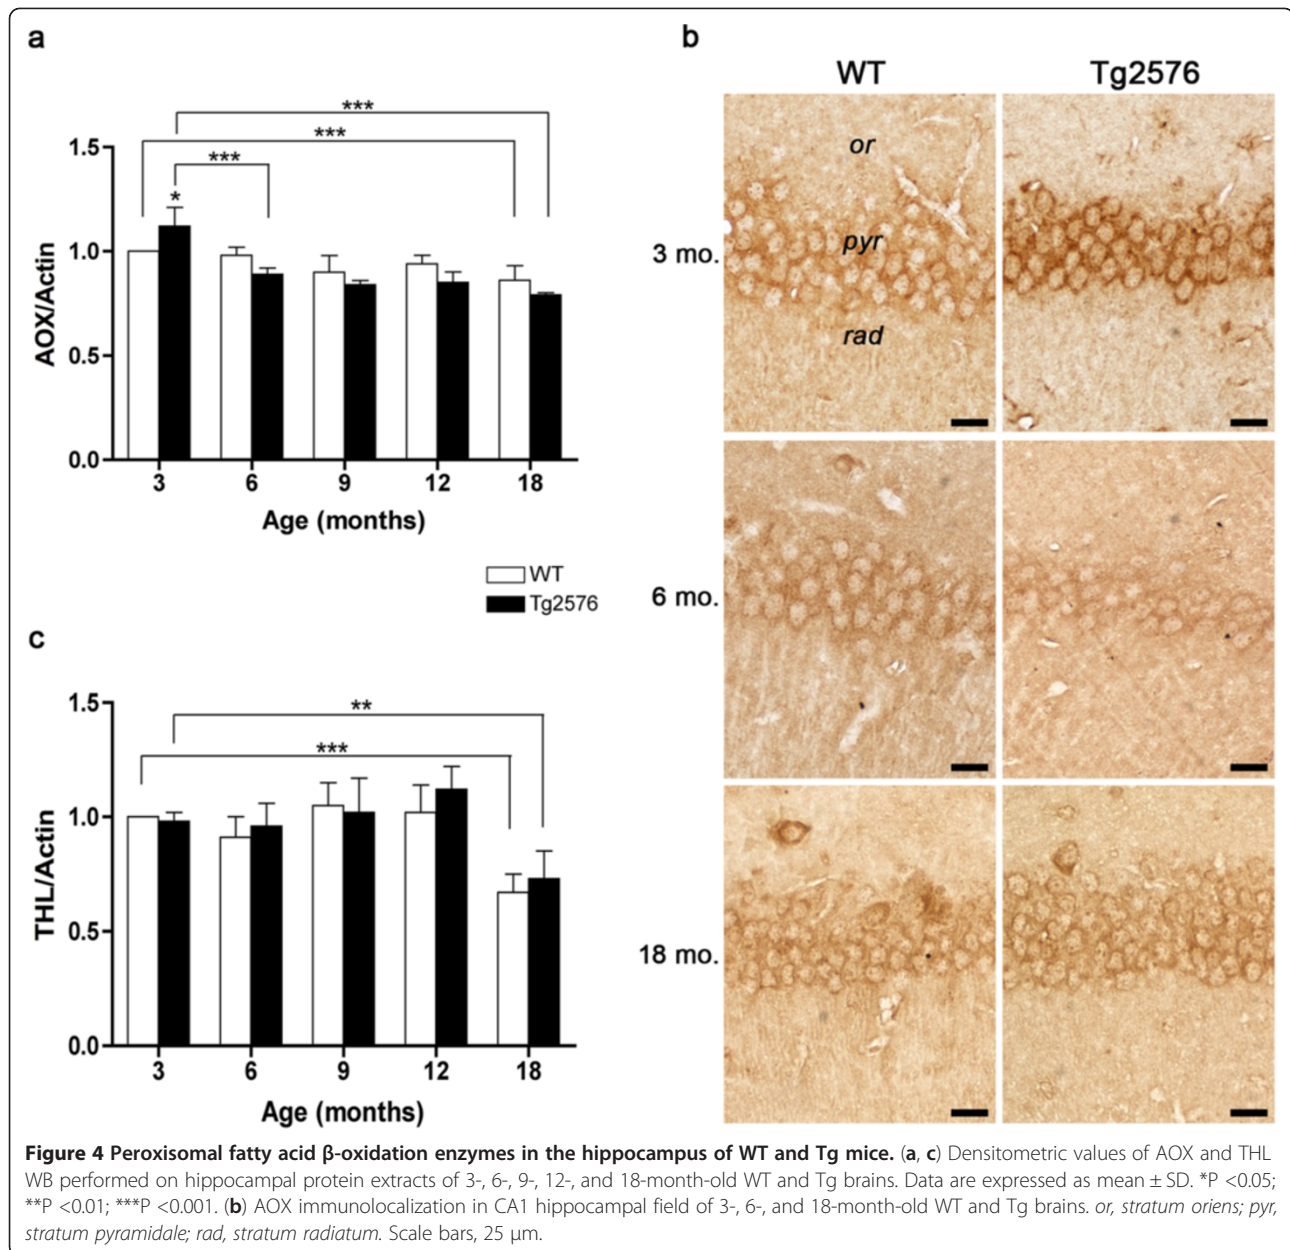 a
***
***
***
*
1.5
1.0
0.5
0.0
AOX/Actin
3 6 9 12 18
Age (months)
WT
Tg2576
c
**
***
1.5
1.0
0.5
0.0
THL/Actin
3 6 9 12 18
Age (months)
b
WT Tg2576
3 mo.
or
pyr
rad
6 mo.
18 mo.
Figure 4 Peroxisomal fatty acid β-oxidation enzymes in the hippocampus of WT and Tg mice. (a, c) Densitometric values of AOX and THL
WB performed on hippocampal protein extracts of 3-, 6-, 9-, 12-, and 18-month-old WT and Tg brains. Data are expressed as mean ± SD. *P <0.05;
**P <0.01; ***P <0.001. (b) AOX immunolocalization in CA1 hippocampal field of 3-, 6-, and 18-month-old WT and Tg brains. or, stratum oriens; pyr,
stratum pyramidale; rad, stratum radiatum. Scale bars, 25 μm.